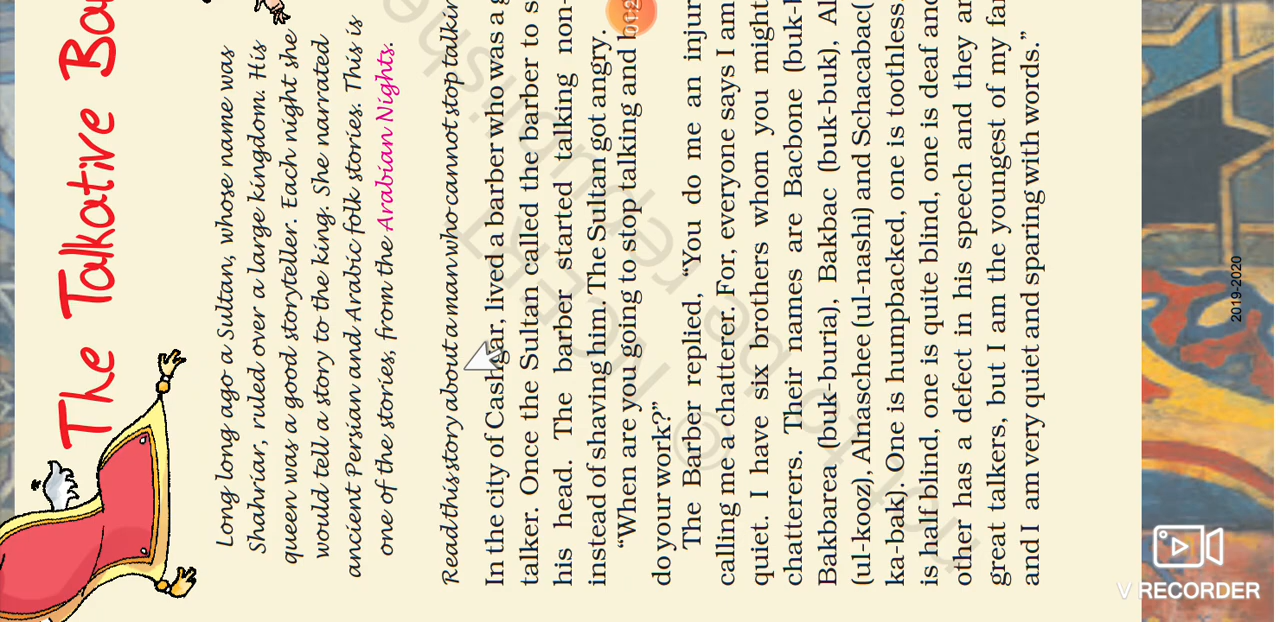 The Talkative Ba
Long long ago a Sultan, whose name was
Shahriar, ruled over a large kingdom. His
queen was a good storyteller. Each night she
would tell a story to the king. She narrated
ancient Persian and Arabic folk stories. This is
one of the stories, from the Arabian Nights.
Read this story about a man who cannot stop talkin
In the city of Cashgar, lived a barber who was a g
talker. Once the Sultan called the barber to s
his head. The barber started talking non-
instead of shaving him. The Sultan got angry.
“When are you going to stop talking and b
do your work?”
The Barber replied, “You do me an injur
calling me a chatterer. For, everyone says I am
quiet. I have six brothers whom you might
chatterers. Their names are Bacbone (buk-b
Bakbarea (buk-buria), Bakbac (buk-buk), Al
(ul-kooz), Alnaschee (ul-nashi) and Schacabac(
ka-bak). One is humpbacked, one is toothless,
is half blind, one is quite blind, one is deaf and
other has a defect in his speech and they ar
great talkers, but I am the youngest of my fam
and I am very quiet and sparing with words.”
© NCERT
not to be republishe
2019-2020
V RECORDER